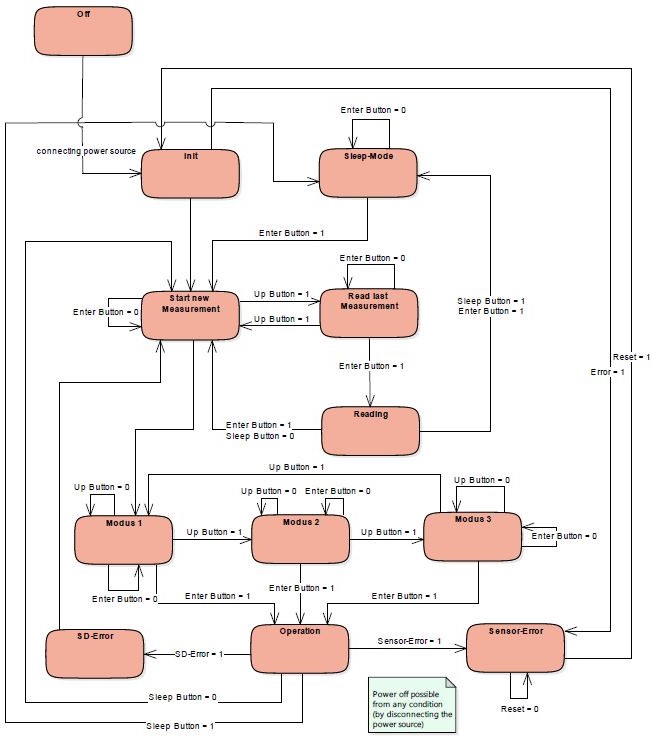 Off
Enter Button = 0
connecting power source
Init
Sleep-Mode
Enter Button = 1
Enter Button = 0
Start new
Measurement
Up Button = 1
Read last
Measurement
Enter Button = 0
Up Button = 1
Sleep Button = 1
Enter Button = 1
Reset = 1
Enter Button = 1
Error = 1
Reading
Enter Button = 1
Sleep Button = 0
Up Button = 1
Up Button = 0
Up Button = 0
Enter Button = 0
Up Button = 0
Modus 1
Modus 2
Modus 3
Up Button = 1
Up Button = 1
Enter Button = 0
Enter Button = 1
Enter Button = 0
Enter Button = 1
Enter Button = 1
SD-Error
Operation
Sensor-Error
Sensor-Error = 1
SD-Error = 1
Sleep Button = 0
Reset = 0
Sleep Button = 1
Power off possible
from any condition
(by disconnecting the
power source)